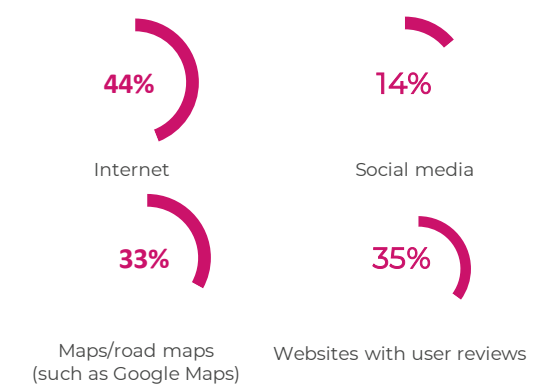 44%
14%
Internet
Social media
33%
35%
Maps/road maps
(such as Google Maps)
Websites with user reviews